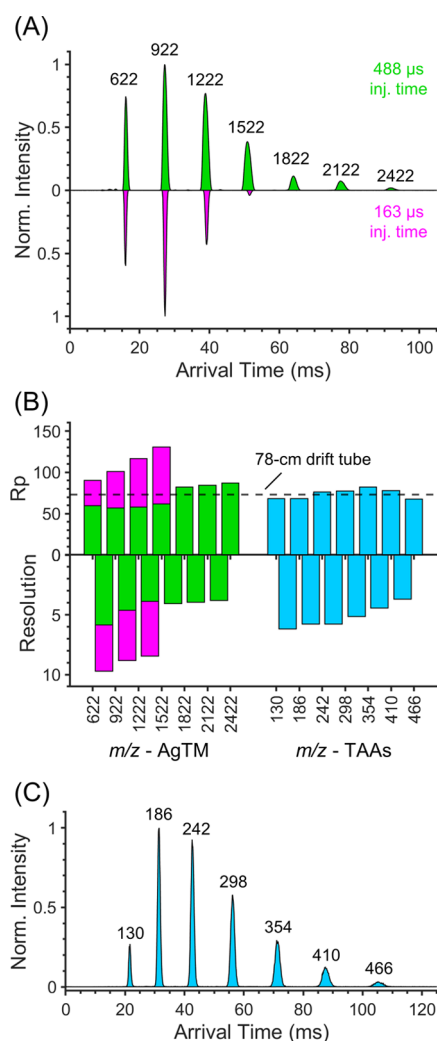 (A)
922
622
1222
1522
1822
2122
2422
488 µs
inj. time
163 µs
inj. time
Norm. Intensity
1
0.5
0
0.5
1
0 20 40 60 80 100
Arrival Time (ms)
(B)
150
100
50
0
5
10
Rp
Resolution
78-cm drift tube
622 922 1222 1522 1822 2122 2422
130 186 242 298 354 410 466
m/z - AgTM
m/z - TAAs
(C)
186
242
298
130
354
410
466
Norm. Intensity
1
0.5
0
0 20 40 60 80 100 120
Arrival Time (ms)